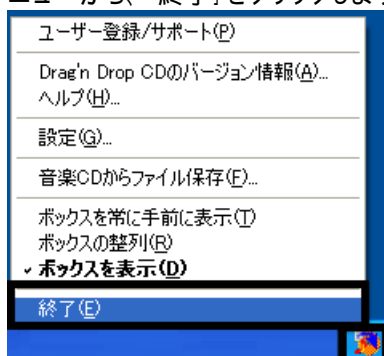 ユーザー登録/サポート(P)
Drag'n Drop CDのバージョン情報(A)...
ヘルプ(H)...
設定(G)...
音楽CDからファイル保存(F)...
ボックスを常に手前に表示(T)
ボックスの整列(R)
ボックスを表示(D)
終了(E)